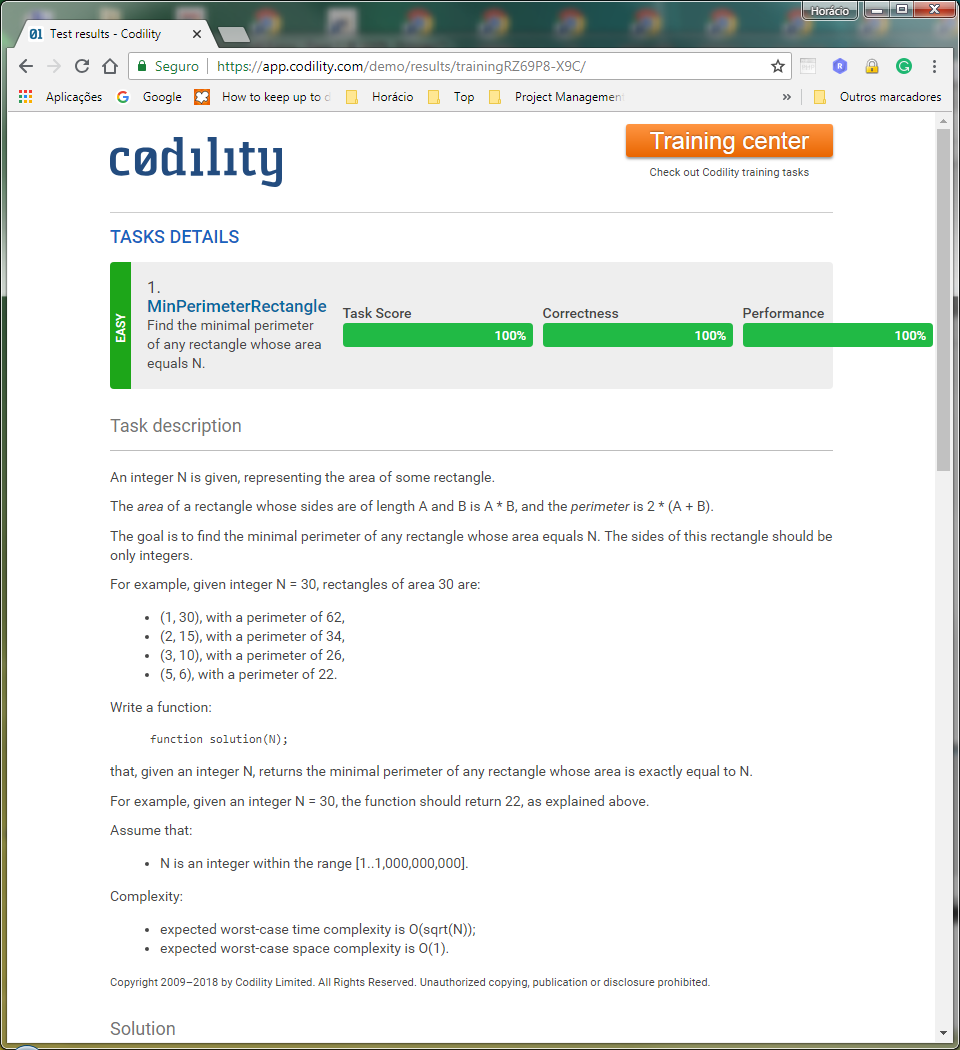 Horácio
Test results - Codility
Seguro https://app.codility.com/demo/results/trainingRZ69P8-X9C/
Aplicações Google How to keep up to d Horácio Top Project Management » Outros marcadores
codility
Training center
Check out Codility training tasks
TASKS DETAILS
EASY
1.
MinPerimeterRectangle
Find the minimal perimeter
of any rectangle whose area
equals N.
Task Score Correctness Performance
100% 100% 100%
Task description
An integer N is given, representing the area of some rectangle.
The area of a rectangle whose sides are of length A and B is A * B, and the perimeter is 2 * (A + B).
The goal is to find the minimal perimeter of any rectangle whose area equals N. The sides of this rectangle should be
only integers.
For example, given integer N = 30, rectangles of area 30 are:
• (1, 30), with a perimeter of 62,
• (2, 15), with a perimeter of 34,
• (3, 10), with a perimeter of 26,
• (5, 6), with a perimeter of 22.
Write a function:
function solution(N);
that, given an integer N, returns the minimal perimeter of any rectangle whose area is exactly equal to N.
For example, given an integer N = 30, the function should return 22, as explained above.
Assume that:
• N is an integer within the range [1..1,000,000,000].
Complexity:
• expected worst-case time complexity is O(sqrt(N));
• expected worst-case space complexity is O(1).
Copyright 2009–2018 by Codility Limited. All Rights Reserved. Unauthorized copying, publication or disclosure prohibited.
Solution